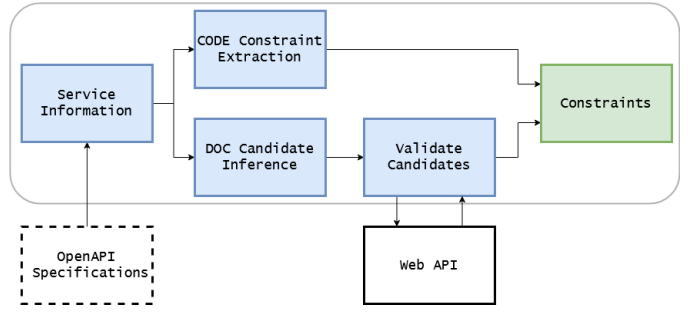 CODE Constraint
Extraction
Service
Information
Constraints
DOC Candidate
Inference
Validate
Candidates
OpenAPI
Specifications
Web API